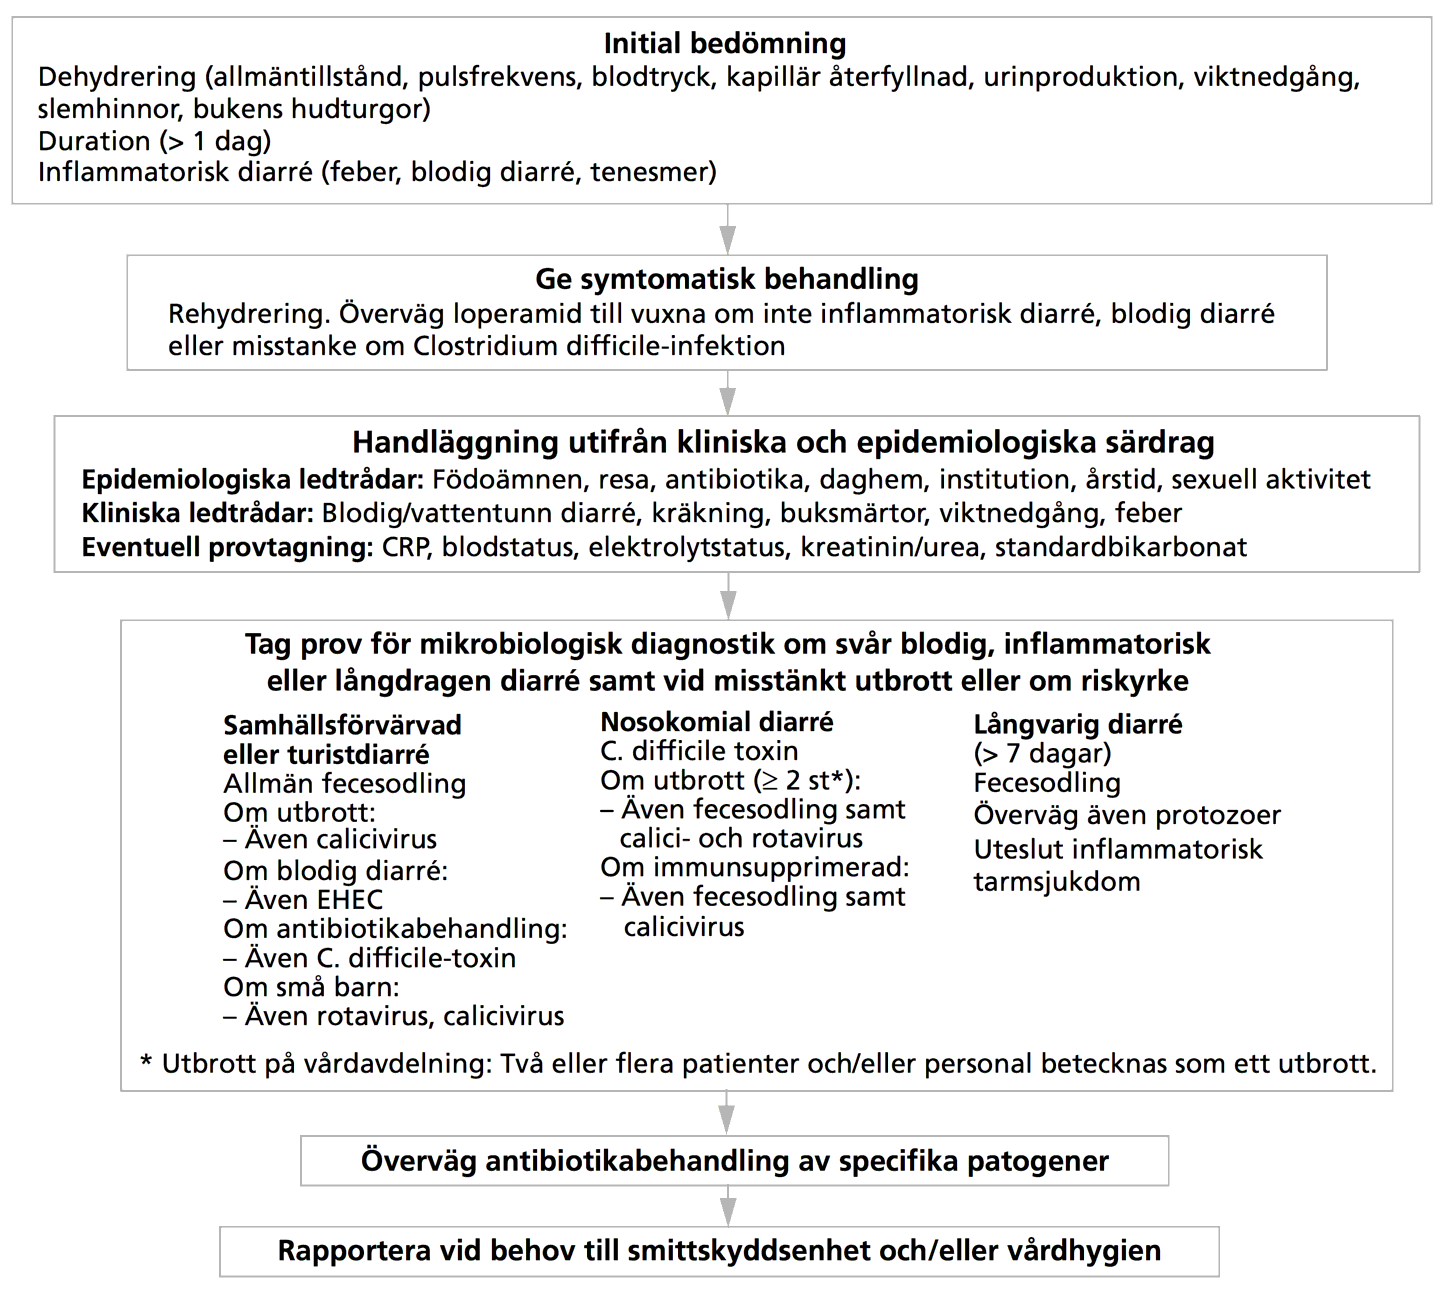 Initial bedömning
Dehydrering (allmäntillstånd, pulsfrekvens, blodtryck, kapillär återfyllnad, urinproduktion, viktnedgång,
slemhinnor, bukens hudturgor)
Duration (> 1 dag)
Inflammatorisk diarré (feber, blodig diarré, tenesmer)
Ge symtomatisk behandling
Rehydrering. Överväg loperamid till vuxna om inte inflammatorisk diarré, blodig diarré
eller misstanke om Clostridium difficile-infektion
Handläggning utifrån kliniska och epidemiologiska särdrag
Epidemiologiska ledtrådar: Födoämnen, resa, antibiotika, daghem, institution, årstid, sexuell aktivitet
Kliniska ledtrådar: Blodig/vattentunn diarré, kräkning, buksmärtor, viktnedgång, feber
Eventuell provtagning: CRP, blodstatus, elektrolytstatus, kreatinin/urea, standardbikarbonat
Tag prov för mikrobiologisk diagnostik om svår blodig, inflammatorisk
eller långdragen diarré samt vid misstänkt utbrott eller om riskyrke
Samhällsförvärvad
eller turistdiarré
Allmän fecesodling
Om utbrott:
– Även calicivirus
Om blodig diarré:
– Även EHEC
Om antibiotikabehandling:
– Även C. difficile-toxin
Om små barn:
– Även rotavirus, calicivirus
Nosokomial diarré
C. difficile toxin
Om utbrott (≥ 2 st*):
– Även fecesodling samt
calici- och rotavirus
Om immunsupprimerad:
– Även fecesodling samt
calicivirus
Långvarig diarré
(> 7 dagar)
Fecesodling
Överväg även protozoer
Uteslut inflammatorisk
tarmsjukdom
* Utbrott på vårdavdelning: Två eller flera patienter och/eller personal betecknas som ett utbrott.
Överväg antibiotikabehandling av specifika patogener
Rapportera vid behov till smittskyddsenhet och/eller vårdhygien